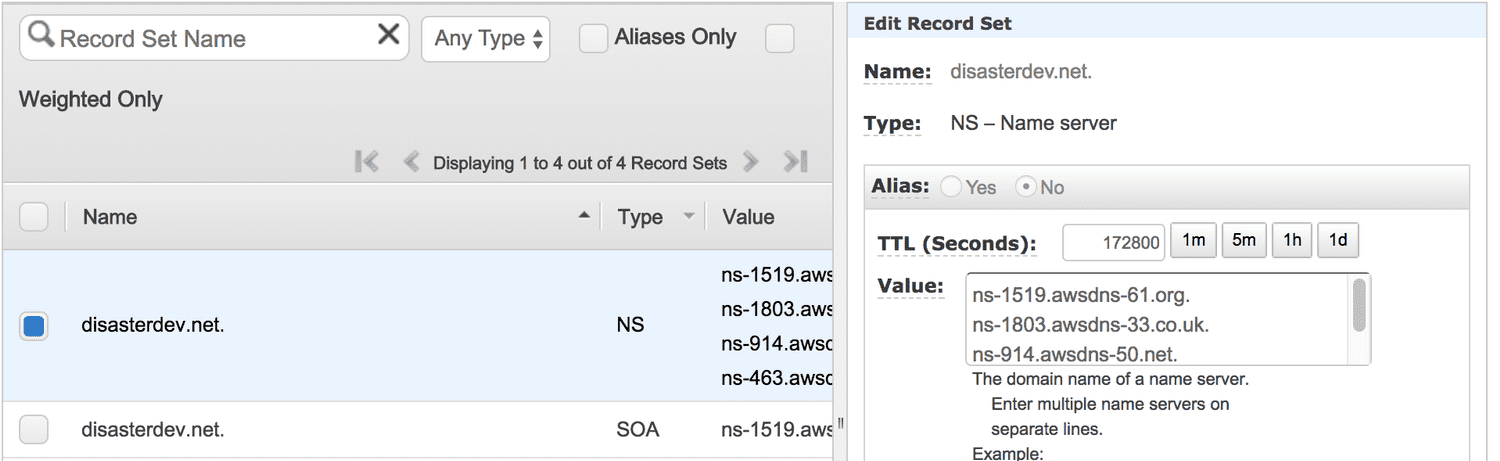 Record Set Name
Any Type
Aliases Only
Weighted Only
Displaying 1 to 4 out of 4 Record Sets
Name Type Value
disasterdev.net. NS
ns-1519.aws
ns-1803.aws
ns-914.awsd
ns-463.awsd
disasterdev.net. SOA ns-1519.aws
Edit Record Set
Name: disasterdev.net.
Type: NS – Name server
Alias: Yes No
TTL (Seconds): 172800 1m 5m 1h 1d
Value:
ns-1519.awsdns-61.org.
ns-1803.awsdns-33.co.uk.
ns-914.awsdns-50.net.
The domain name of a name server.
Enter multiple name servers on
separate lines.
Example: